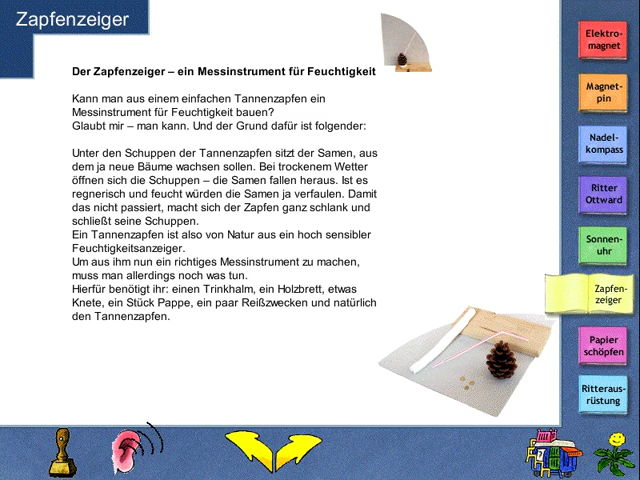 Zapfenzeiger
Der Zapfenzeiger – ein Messinstrument für Feuchtigkeit
Kann man aus einem einfachen Tannenzapfen ein
Messinstrument für Feuchtigkeit bauen?
Glaubt mir – man kann. Und der Grund dafür ist folgender:
Unter den Schuppen der Tannenzapfen sitzt der Samen, aus
dem ja neue Bäume wachsen sollen. Bei trockenem Wetter
öffnen sich die Schuppen – die Samen fallen heraus. Ist es
regnerisch und feucht würden die Samen ja verfaulen. Damit
das nicht passiert, macht sich der Zapfen ganz schlank und
schließt seine Schuppen.
Ein Tannenzapfen ist also von Natur aus ein hoch sensibler
Feuchtigkeitsanzeiger.
Um aus ihm nun ein richtiges Messinstrument zu machen,
muss man allerdings noch was tun.
Hierfür benötigt ihr: einen Trinkhalm, ein Holzbrett, etwas
Knete, ein Stück Pappe, ein paar Reißzwecken und natürlich
den Tannenzapfen.
Elektro-
magnet
Magnet-
pin
Nadel-
kompass
Ritter
Ottward
Sonnen-
uhr
Zapfen-
zeiger
Papier
schöpfen
Ritteraus-
rüstung
7